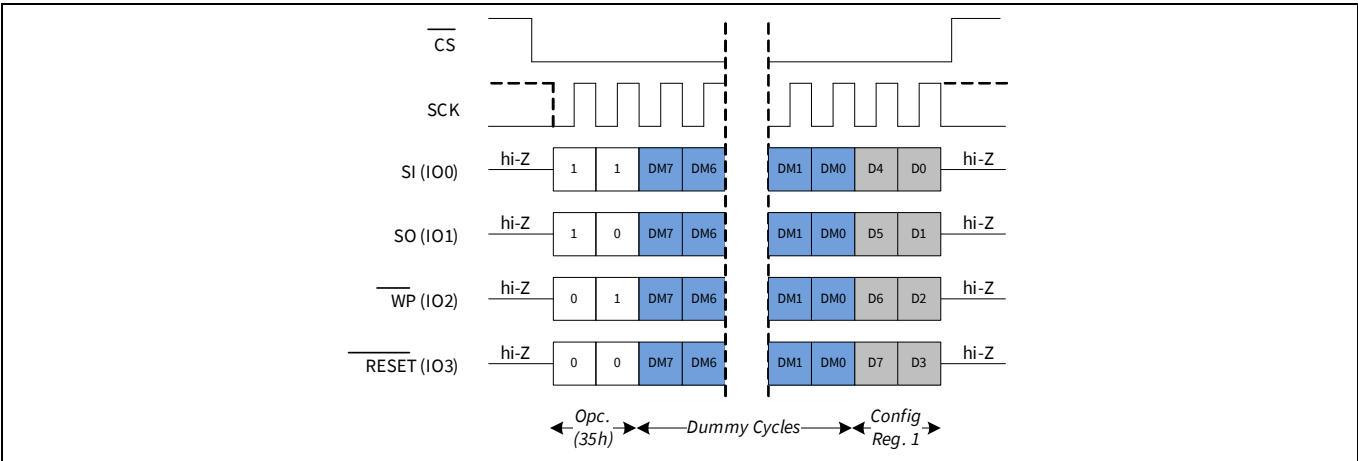 CS
SCK
SI (IO0) hi-Z 1 1 DM7 DM6 DM1 DM0 D4 D0 hi-Z
SO (IO1) hi-Z 1 0 DM7 DM6 DM1 DM0 D5 D1 hi-Z
WP (IO2) hi-Z 0 1 DM7 DM6 DM1 DM0 D6 D2 hi-Z
RESET (IO3) hi-Z 0 0 DM7 DM6 DM1 DM0 D7 D3 hi-Z
Opc. (35h) Dummy Cycles Config Reg. 1